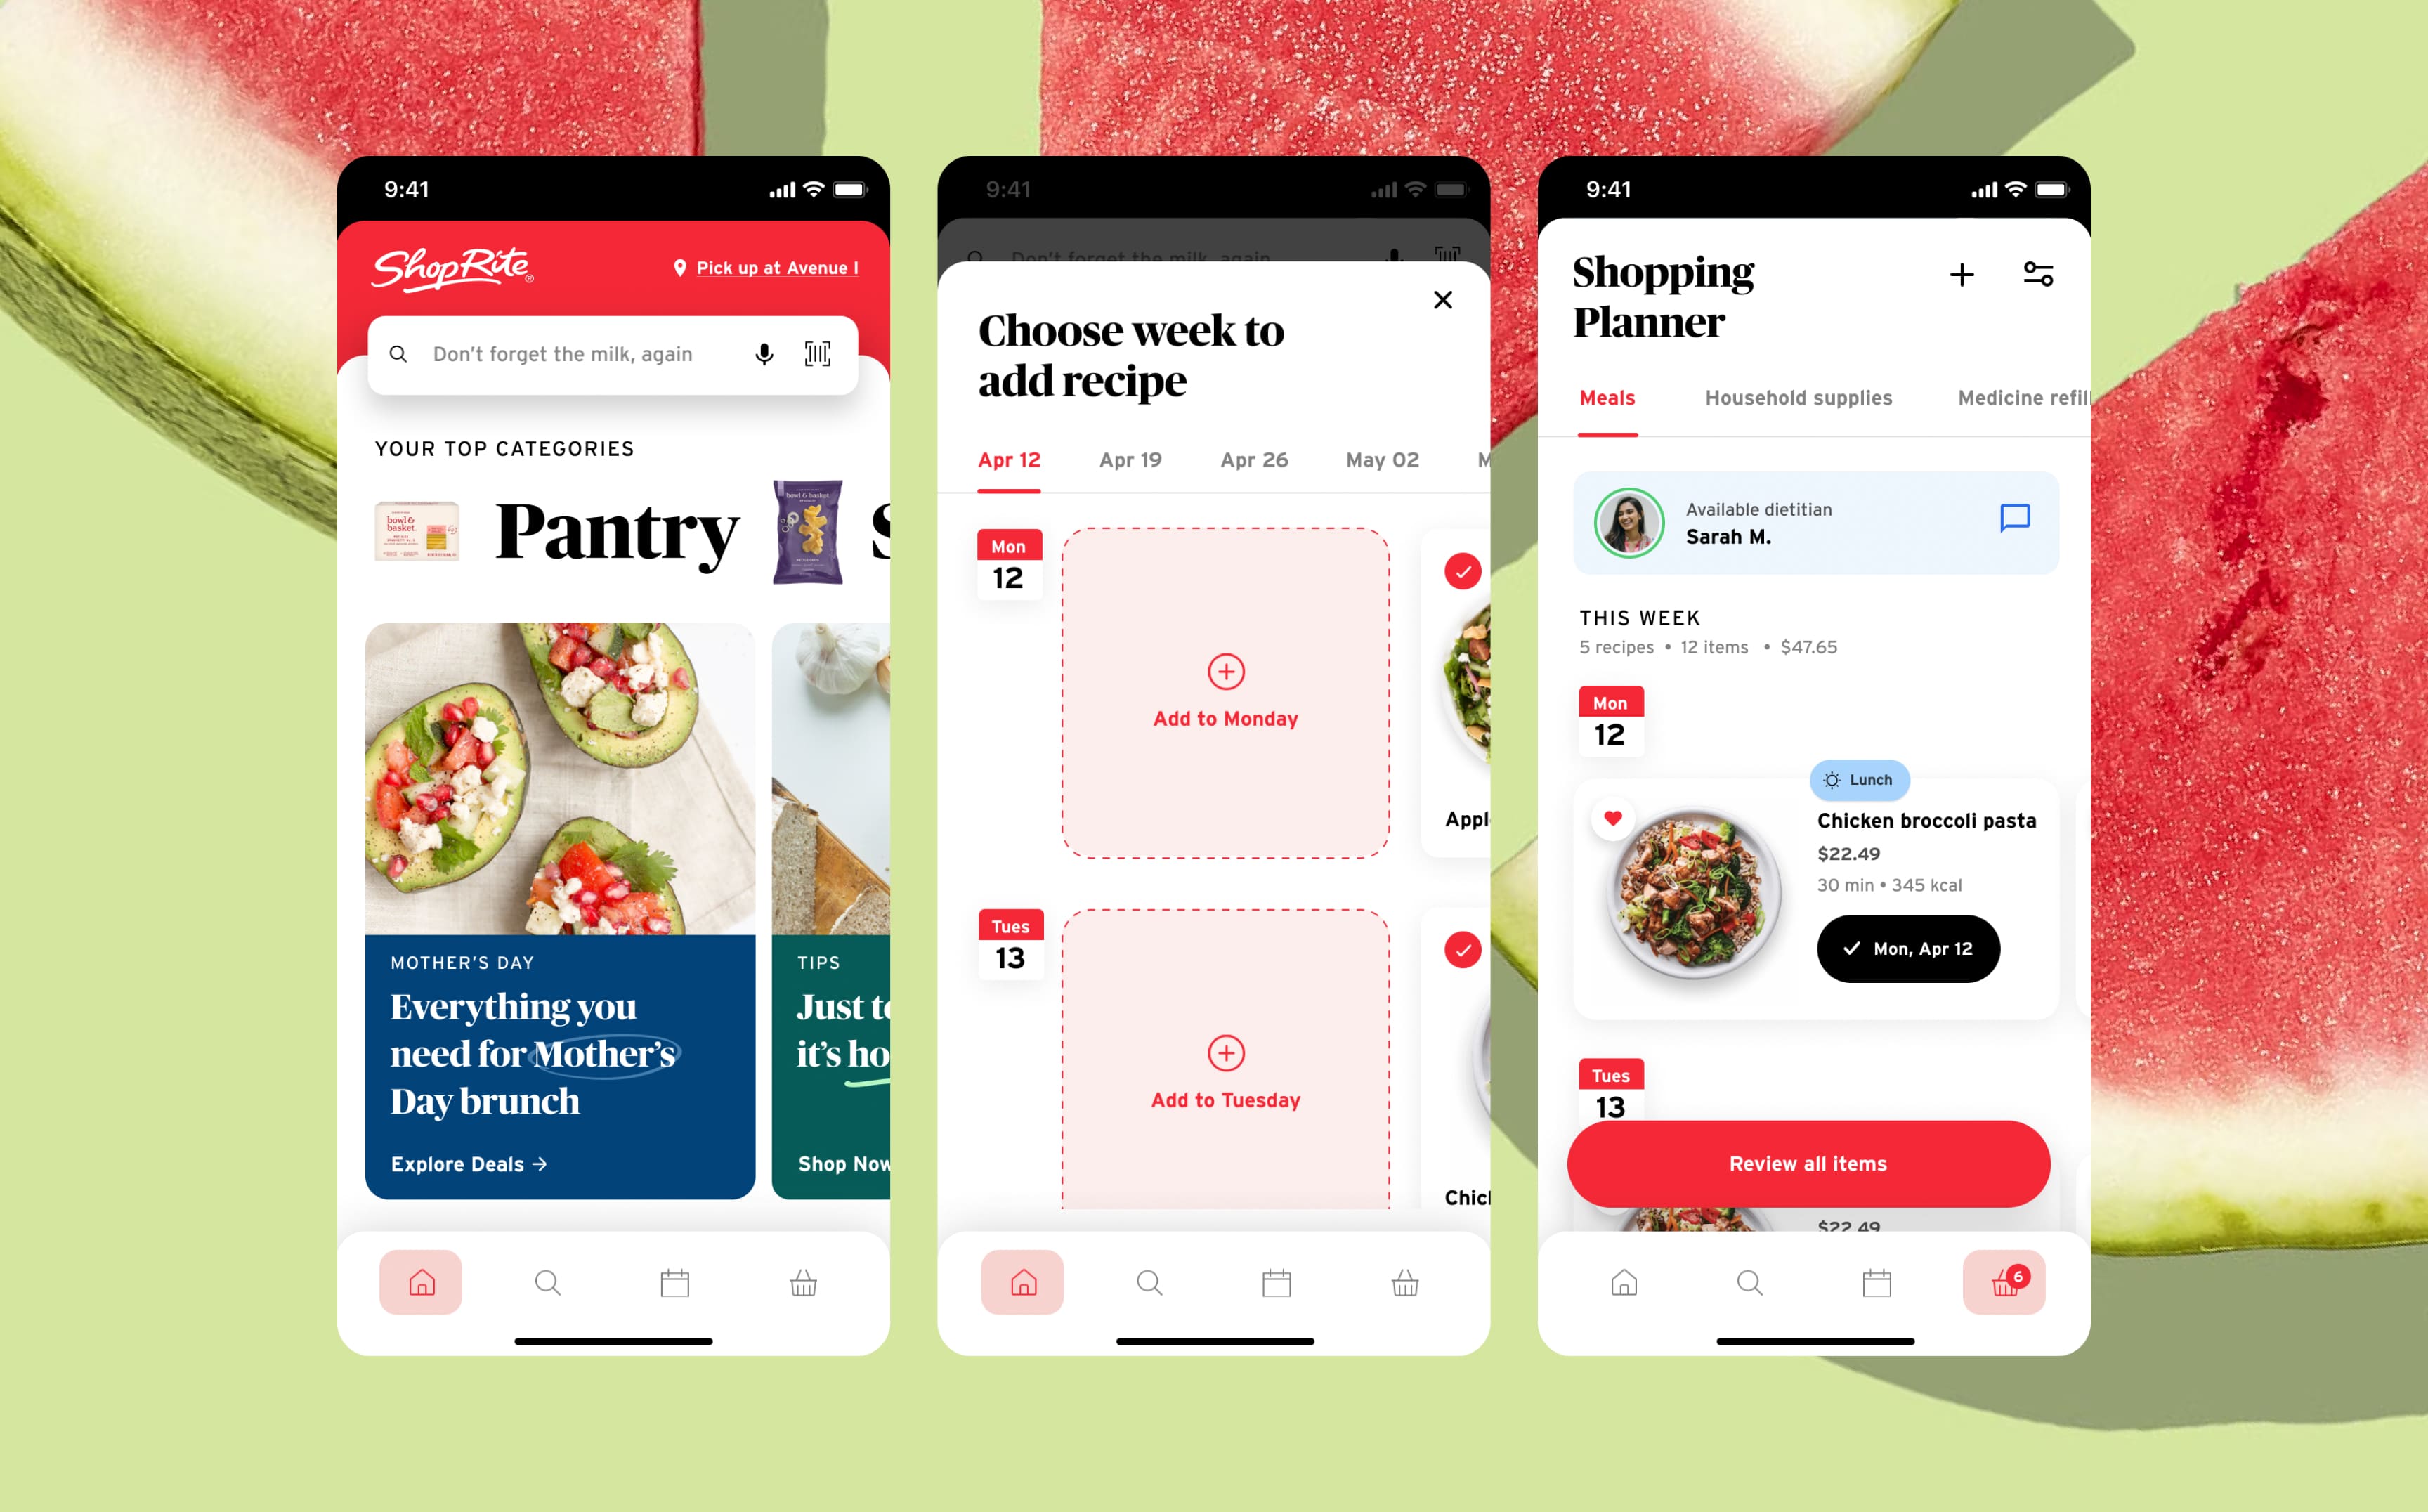 9:41
ShopRite®
Pick up at Avenue I
Don't forget the milk, again
YOUR TOP CATEGORIES
bowl &
basket
Pantry
bowl & basket
S
MOTHER'S DAY
Everything you
need for Mother's
Day brunch
Explore Deals →
TIPS
Just to
it's ho
Shop Now
9:41
Don't forget the milk, again
Choose week to
add recipe
Apr 12
Apr 19
Apr 26
May 02
M
Mon
12
Add to Monday
Appl
Tues
13
Add to Tuesday
Chic
9:41
Shopping
Planner
Meals
Household supplies
Medicine refil
Available dietitian
Sarah M.
THIS WEEK
5 recipes • 12 items • $47.65
Mon
12
Lunch
Chicken broccoli pasta
$22.49
30 min • 345 kcal
Mon, Apr 12
Tues
13
Review all items
$22.49
6